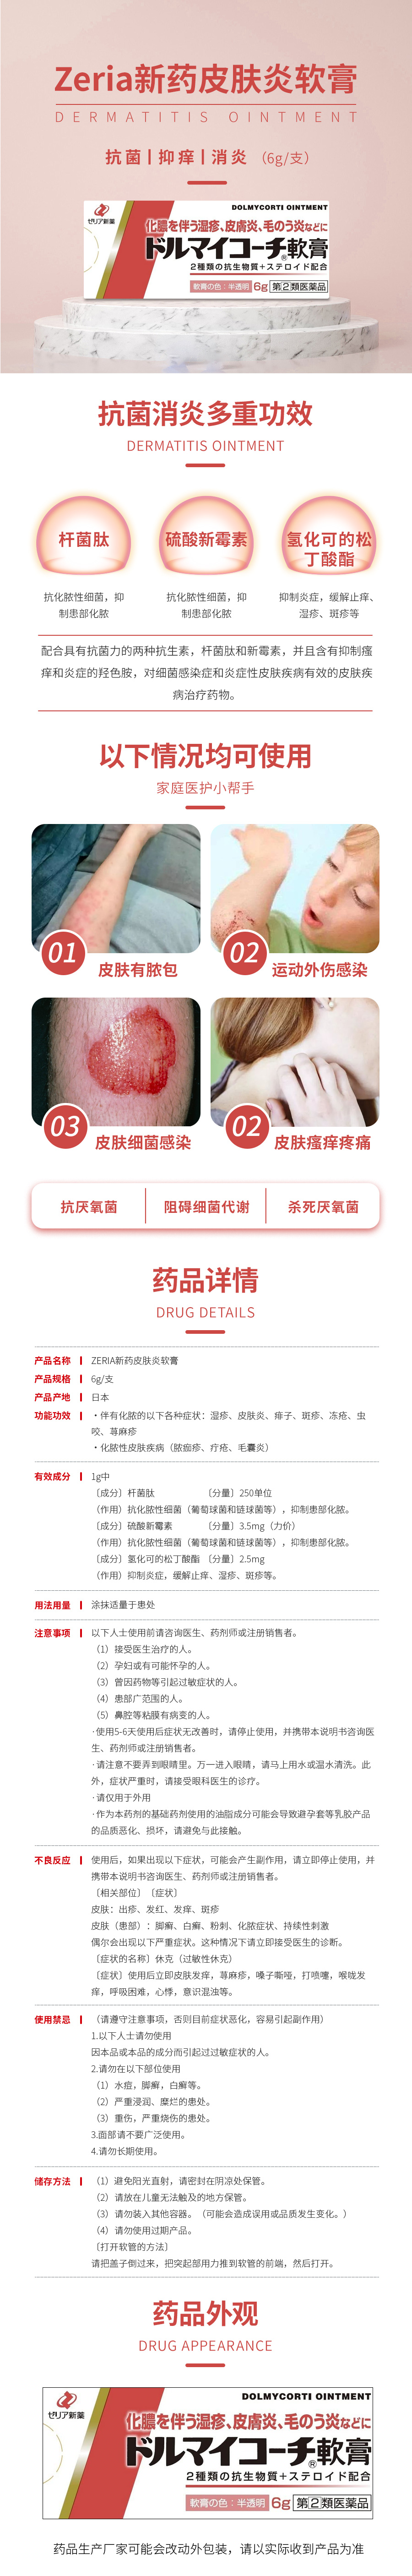 Zeria新药皮肤炎软膏
DERMATITIS OINTMENT
抗菌|抑痒|消炎（6g/支）
DOLMYCORTI OINTMENT
ゼリア新薬
化膿を伴う湿疹、皮膚炎、毛のう炎などに
ドルマイコーチ®軟膏
2種類の抗生物質+ステロイド配合
軟膏の色：半透明 6g 第②類医薬品
抗菌消炎多重功效
DERMATITIS OINTMENT
杆菌肽
硫酸新霉素
氢化可的松
丁酸酯
抗化脓性细菌，抑
制患部化脓
抗化脓性细菌，抑
制患部化脓
抑制炎症，缓解止痒、
湿疹、斑疹等
配合具有抗菌力的两种抗生素，杆菌肽和新霉素，并且含有抑制瘙
痒和炎症的羟色胺，对细菌感染症和炎症性皮肤疾病有效的皮肤疾
病治疗药物。
以下情况均可使用
家庭医护小帮手
01
皮肤有脓包
02
运动外伤感染
03
皮肤细菌感染
02
皮肤瘙痒疼痛
抗厌氧菌
阻碍细菌代谢
杀死厌氧菌
药品详情
DRUG DETAILS
产品名称 ZERIA新药皮肤炎软膏
产品规格 6g/支
产品产地 日本
功能功效 ・伴有化脓的以下各种症状：湿疹、皮肤炎、痱子、斑疹、冻疮、虫
咬、荨麻疹
・化脓性皮肤疾病（脓痂疹、疗疮、毛囊炎）
有效成分 1g中
〔成分〕杆菌肽 〔分量〕250单位
（作用）抗化脓性细菌（葡萄球菌和链球菌等），抑制患部化脓。
〔成分〕硫酸新霉素 〔分量〕3.5mg（力价）
（作用）抗化脓性细菌（葡萄球菌和链球菌等），抑制患部化脓。
〔成分〕氢化可的松丁酸酯 〔分量〕2.5mg
（作用）抑制炎症，缓解止痒、湿疹、斑疹等。
用法用量 涂抹适量于患处
注意事项 以下人士使用前请咨询医生、药剂师或注册销售者。
（1）接受医生治疗的人。
（2）孕妇或有可能怀孕的人。
（3）曾因药物等引起过敏症状的人。
（4）患部广范围的人。
（5）鼻腔等粘膜有病变的人。
·使用5-6天使用后症状无改善时，请停止使用，并携带本说明书咨询医
生、药剂师或注册销售者。
·请注意不要弄到眼睛里。万一进入眼睛，请马上用水或温水清洗。此
外，症状严重时，请接受眼科医生的诊疗。
·请仅用于外用
·作为本药剂的基础药剂使用的油脂成分可能会导致避孕套等乳胶产品
的品质恶化、损坏，请避免与此接触。
不良反应 使用后，如果出现以下症状，可能会产生副作用，请立即停止使用，并
携带本说明书咨询医生、药剂师或注册销售者。
〔相关部位〕〔症状〕
皮肤：出疹、发红、发痒、斑疹
皮肤（患部）：脚癣、白癣、粉刺、化脓症状、持续性刺激
偶尔会出现以下严重症状。这种情况下请立即接受医生的诊断。
〔症状的名称〕休克（过敏性休克）
〔症状〕使用后立即皮肤发痒，荨麻疹，嗓子嘶哑，打喷嚏，喉咙发
痒，呼吸困难，心悸，意识混浊等。
使用禁忌 （请遵守注意事项，否则目前症状恶化，容易引起副作用）
1.以下人士请勿使用
因本品或本品的成分而引起过过敏症状的人。
2.请勿在以下部位使用
（1）水痘，脚癣，白癣等。
（2）严重浸润、糜烂的患处。
（3）重伤，严重烧伤的患处。
3.面部请不要广泛使用。
4.请勿长期使用。
储存方法 （1）避免阳光直射，请密封在阴凉处保管。
（2）请放在儿童无法触及的地方保管。
（3）请勿装入其他容器。（可能会造成误用或品质发生变化。）
（4）请勿使用过期产品。
〔打开软管的方法〕
请把盖子倒过来，把突起部用力推到软管的前端，然后打开。
药品外观
DRUG APPEARANCE
DOLMYCORTI OINTMENT
ゼリア新薬
化膿を伴う湿疹、皮膚炎、毛のう炎などに
ドルマイコーチ®軟膏
2種類の抗生物質+ステロイド配合
軟膏の色：半透明 6g 第②類医薬品
药品生产厂家可能会改动外包装，请以实际收到产品为准